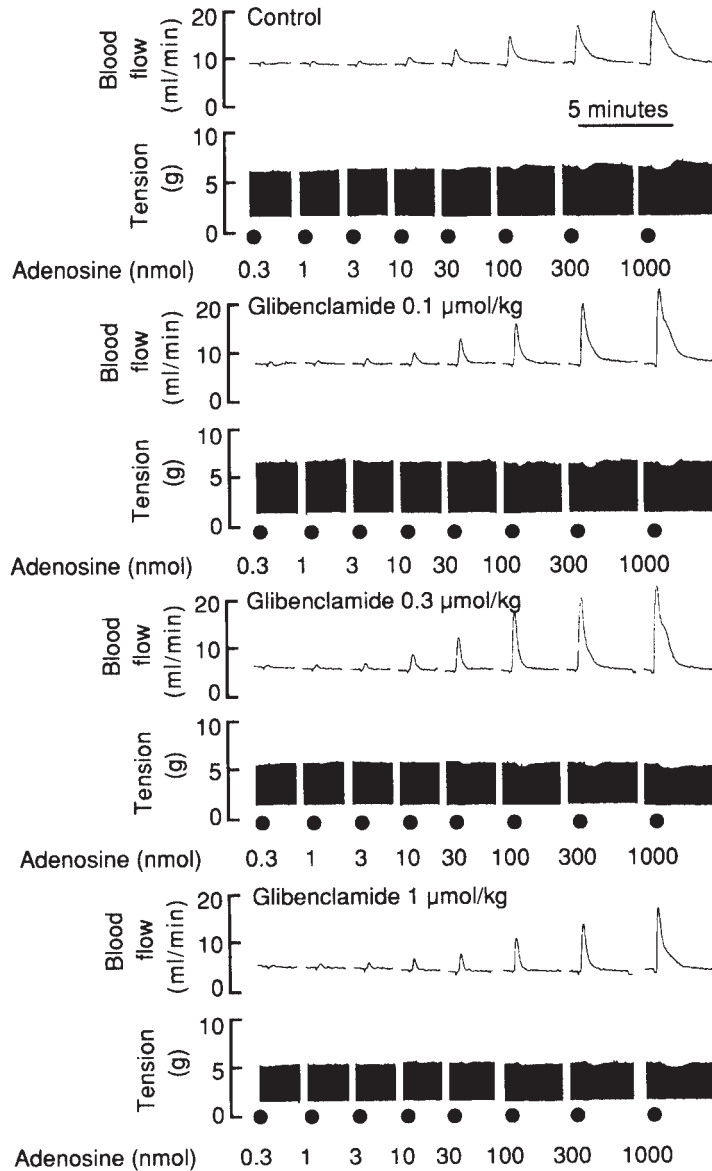 Control
Blood flow (ml/min)
20
10
0
5 minutes
Tension (g)
10
5
0
Adenosine (nmol) 0.3 1 3 10 30 100 300 1000
Glibenclamide 0.1 µmol/kg
Blood flow (ml/min)
20
10
0
Tension (g)
10
5
0
Adenosine (nmol) 0.3 1 3 10 30 100 300 1000
Glibenclamide 0.3 µmol/kg
Blood flow (ml/min)
20
10
0
Tension (g)
10
5
0
Adenosine (nmol) 0.3 1 3 10 30 100 300 1000
Glibenclamide 1 µmol/kg
Blood flow (ml/min)
20
10
0
Tension (g)
10
5
0
Adenosine (nmol) 0.3 1 3 10 30 100 300 1000